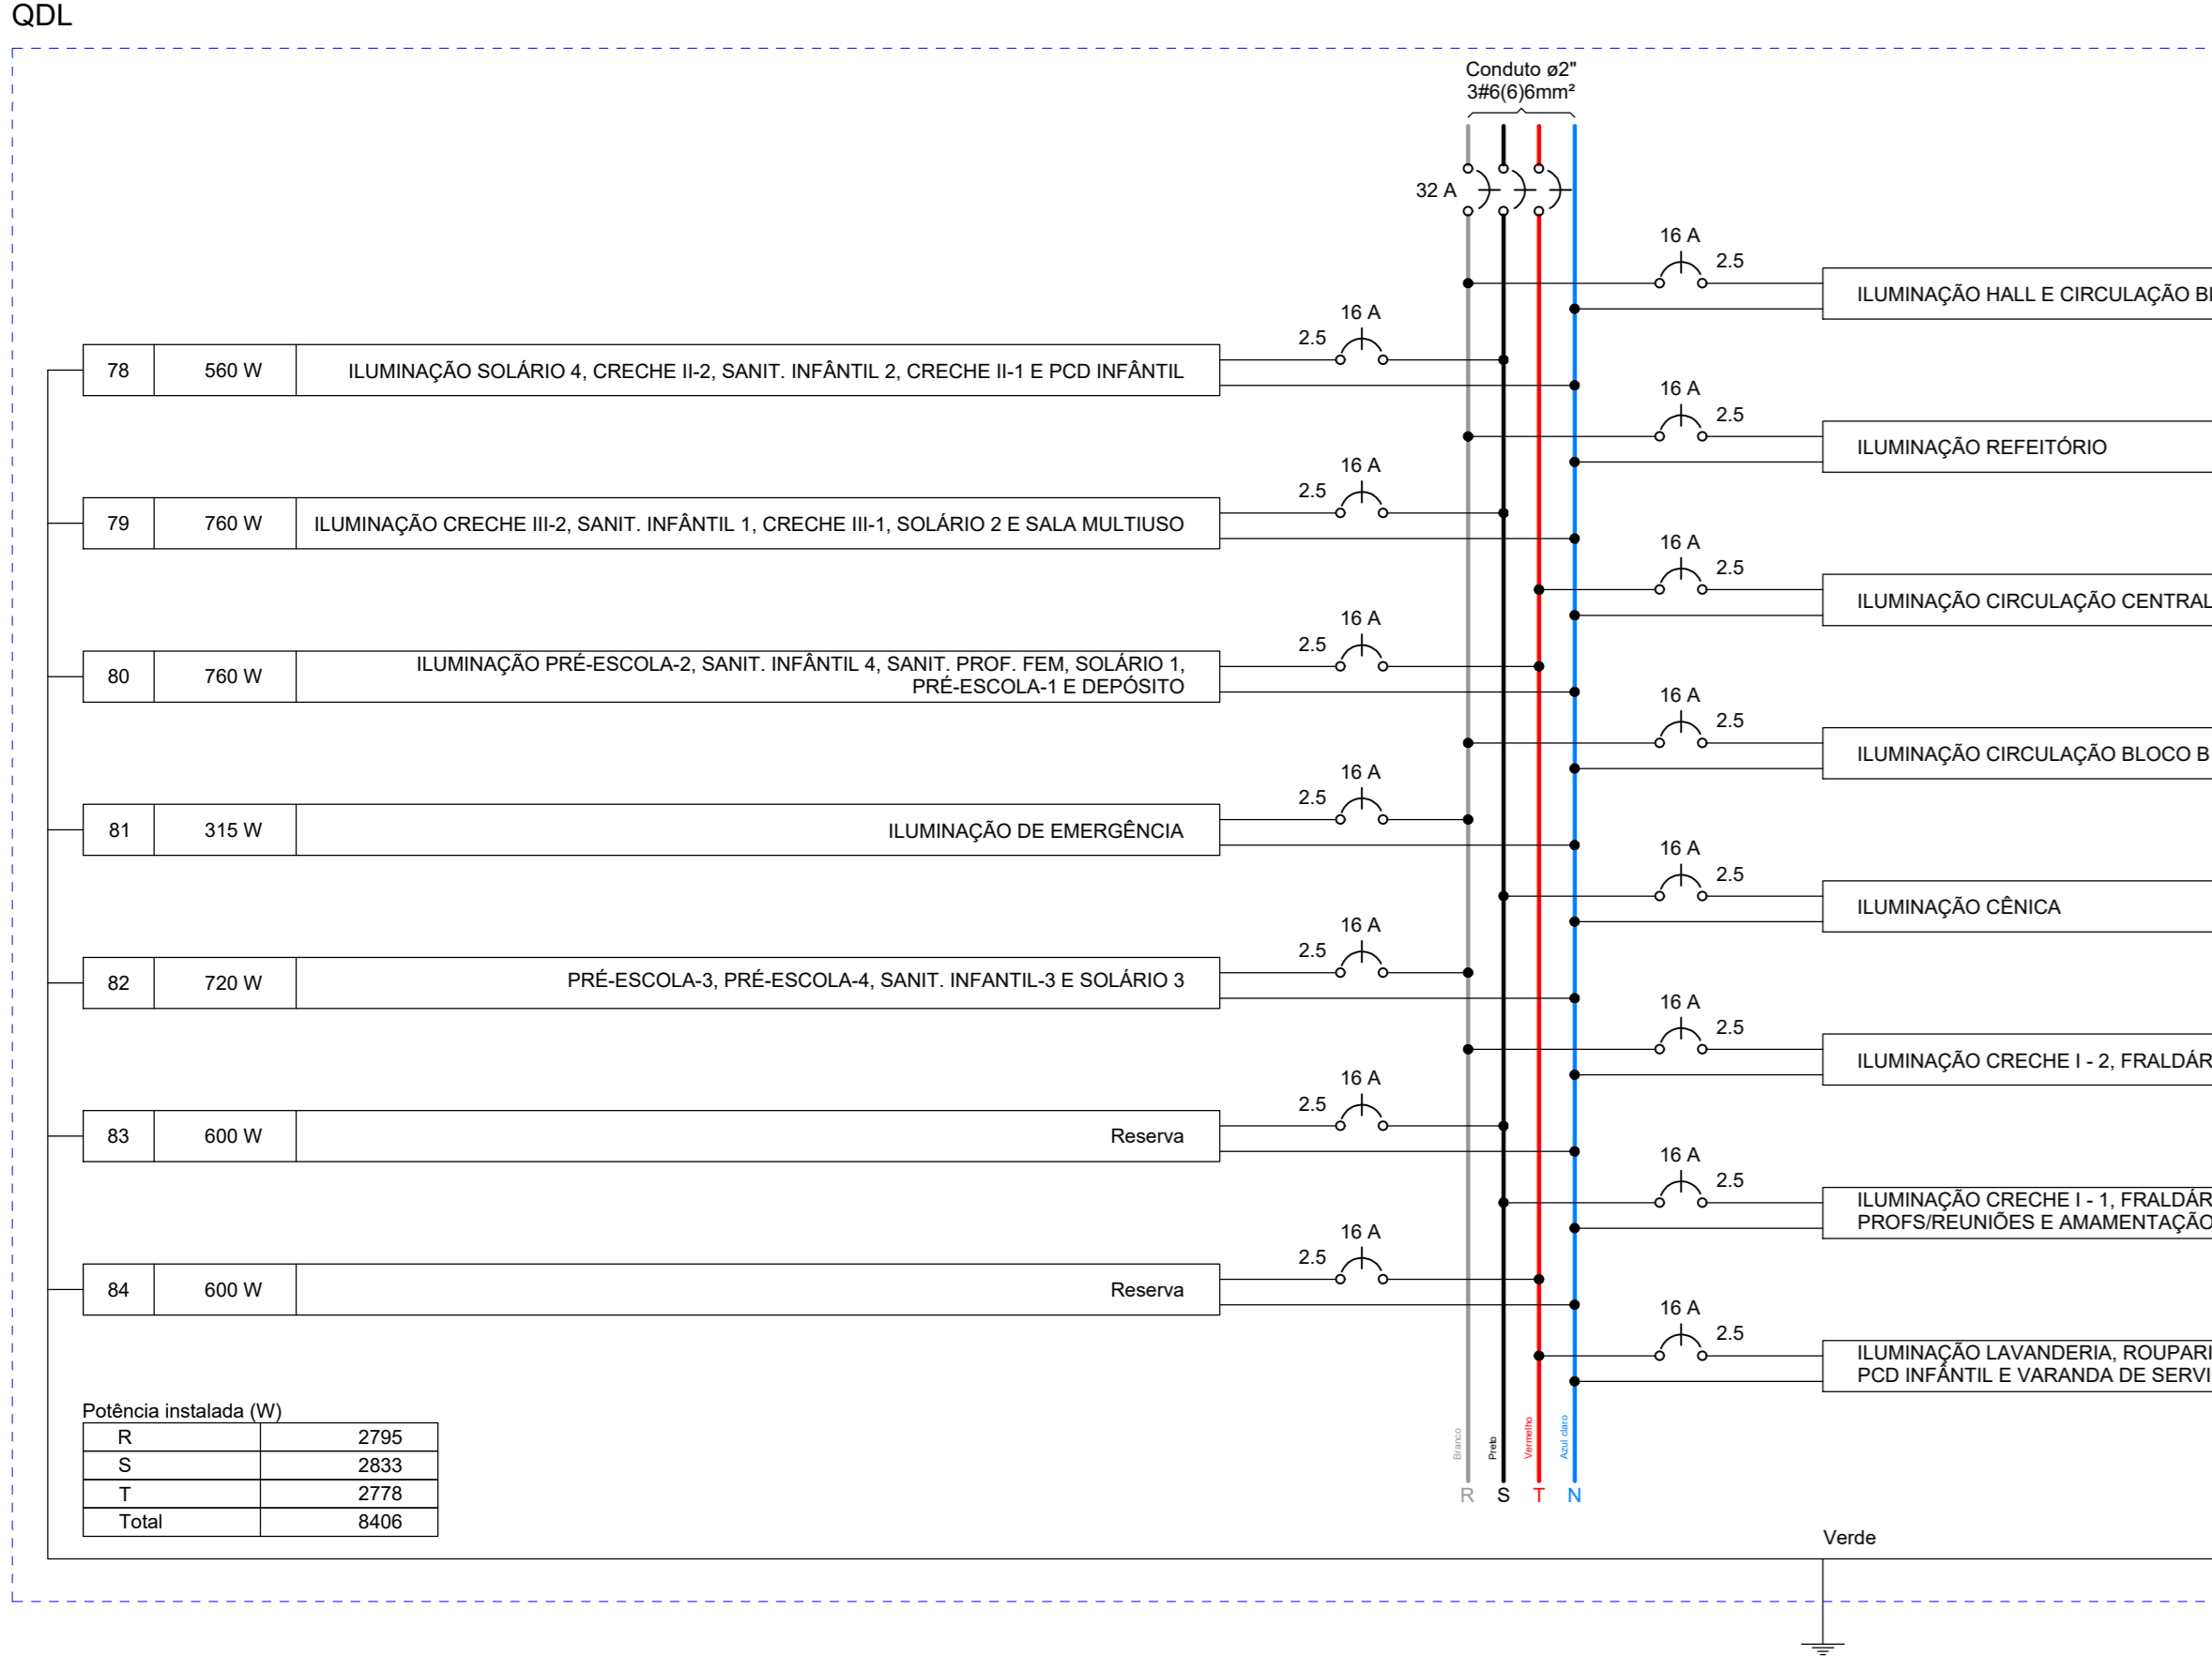 QDL
Conduto ø2"
3#6(6)6mm²
32 A
16 A
2.5
ILUMINAÇÃO HALL E CIRCULAÇÃO
16 A
2.5
78 560 W ILUMINAÇÃO SOLÁRIO 4, CRECHE II-2, SANIT. INFÂNTIL 2, CRECHE II-1 E PCD INFÂNTIL
16 A
2.5
ILUMINAÇÃO REFEITÓRIO
16 A
2.5
79 760 W ILUMINAÇÃO CRECHE III-2, SANIT. INFÂNTIL 1, CRECHE III-1, SOLÁRIO 2 E SALA MULTIUSO
16 A
2.5
ILUMINAÇÃO CIRCULAÇÃO CENTRAL
16 A
2.5
80 760 W ILUMINAÇÃO PRÉ-ESCOLA-2, SANIT. INFÂNTIL 4, SANIT. PROF. FEM, SOLÁRIO 1,
PRÉ-ESCOLA-1 E DEPÓSITO
16 A
2.5
ILUMINAÇÃO CIRCULAÇÃO BLOCO B
16 A
2.5
81 315 W ILUMINAÇÃO DE EMERGÊNCIA
16 A
2.5
ILUMINAÇÃO CÊNICA
16 A
2.5
82 720 W PRÉ-ESCOLA-3, PRÉ-ESCOLA-4, SANIT. INFANTIL-3 E SOLÁRIO 3
16 A
2.5
ILUMINAÇÃO CRECHE I - 2,
16 A
2.5
83 600 W Reserva
16 A
2.5
ILUMINAÇÃO CRECHE I - 1,
PROFS/REUNIÕES E AMAMENTAÇÃO
16 A
2.5
84 600 W Reserva
16 A
2.5
ILUMINAÇÃO LAVANDERIA,
PCD INFÂNTIL E VARANDA DE
Potência instalada (W)
R 2795
S 2833
T 2778
Total 8406
Branco
Preto
Vermelho
Azul claro
R S T N
Verde